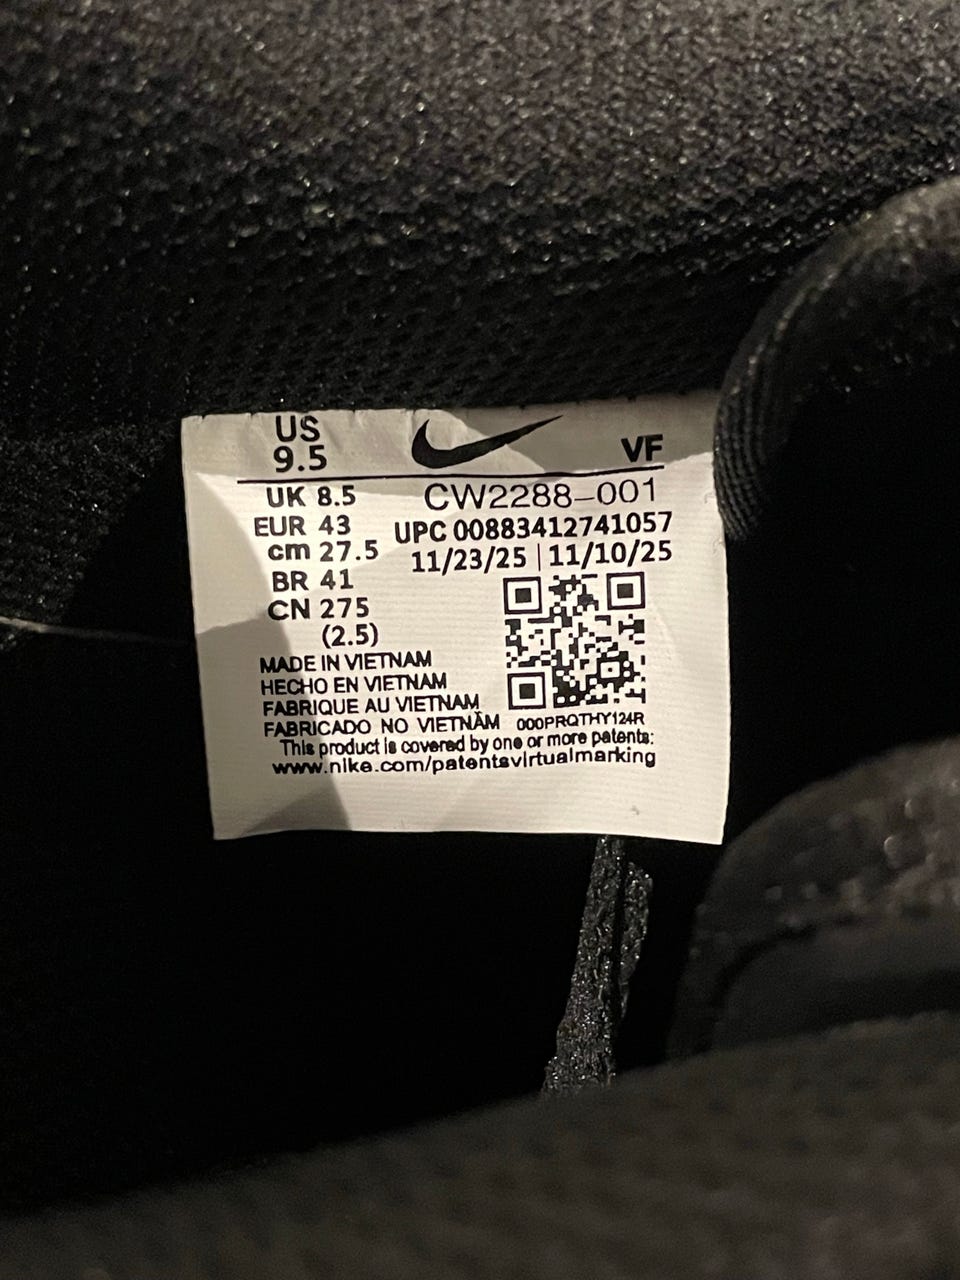 US
9.5
VF
UK 8.5
EUR 43
cm 27.5
BR 41
CN 275
(2.5)
CW2288-001
UPC 00883412741057
11/23/25 | 11/10/25
MADE IN VIETNAM
HECHO EN VIETNAM
FABRIQUE AU VIETNAM
FABRICADO NO VIETNÃM
000PRQTHY124R
This product is covered by one or more patents:
www.nike.com/patentsvirtualmarking